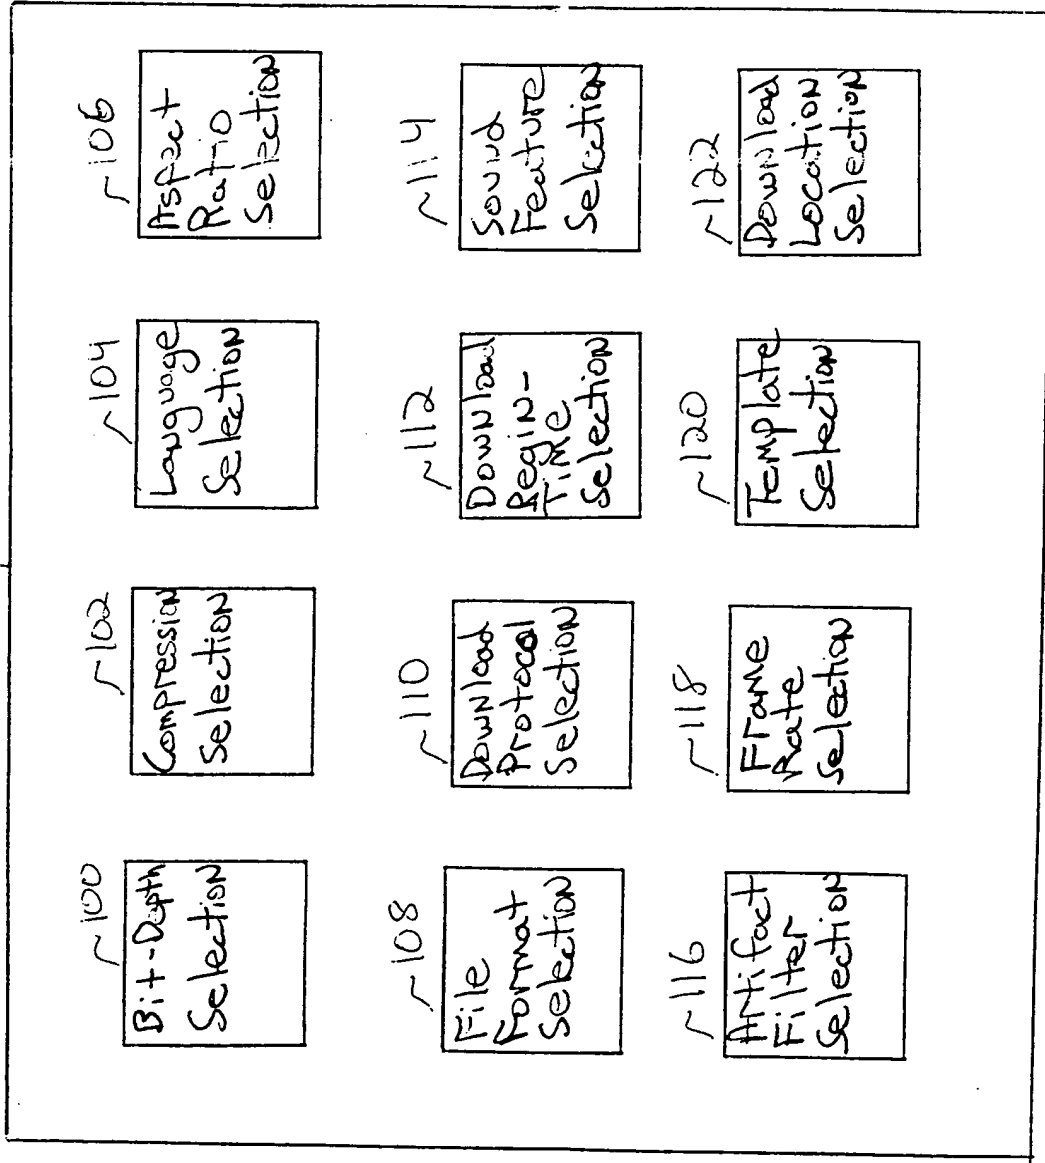 100
Bit-Depth
Selection
102
Compression
Selection
104
Language
Selection
106
Aspect
Ratio
Selection
108
File
Format
Selection
110
Download
Protocol
Selection
112
Download
Begin-
Time
Selection
114
Sound
Feature
Selection
116
Artifact
Filter
Selection
118
Frame
Rate
Selection
120
Template
Selection
122
Download
Location
Selection